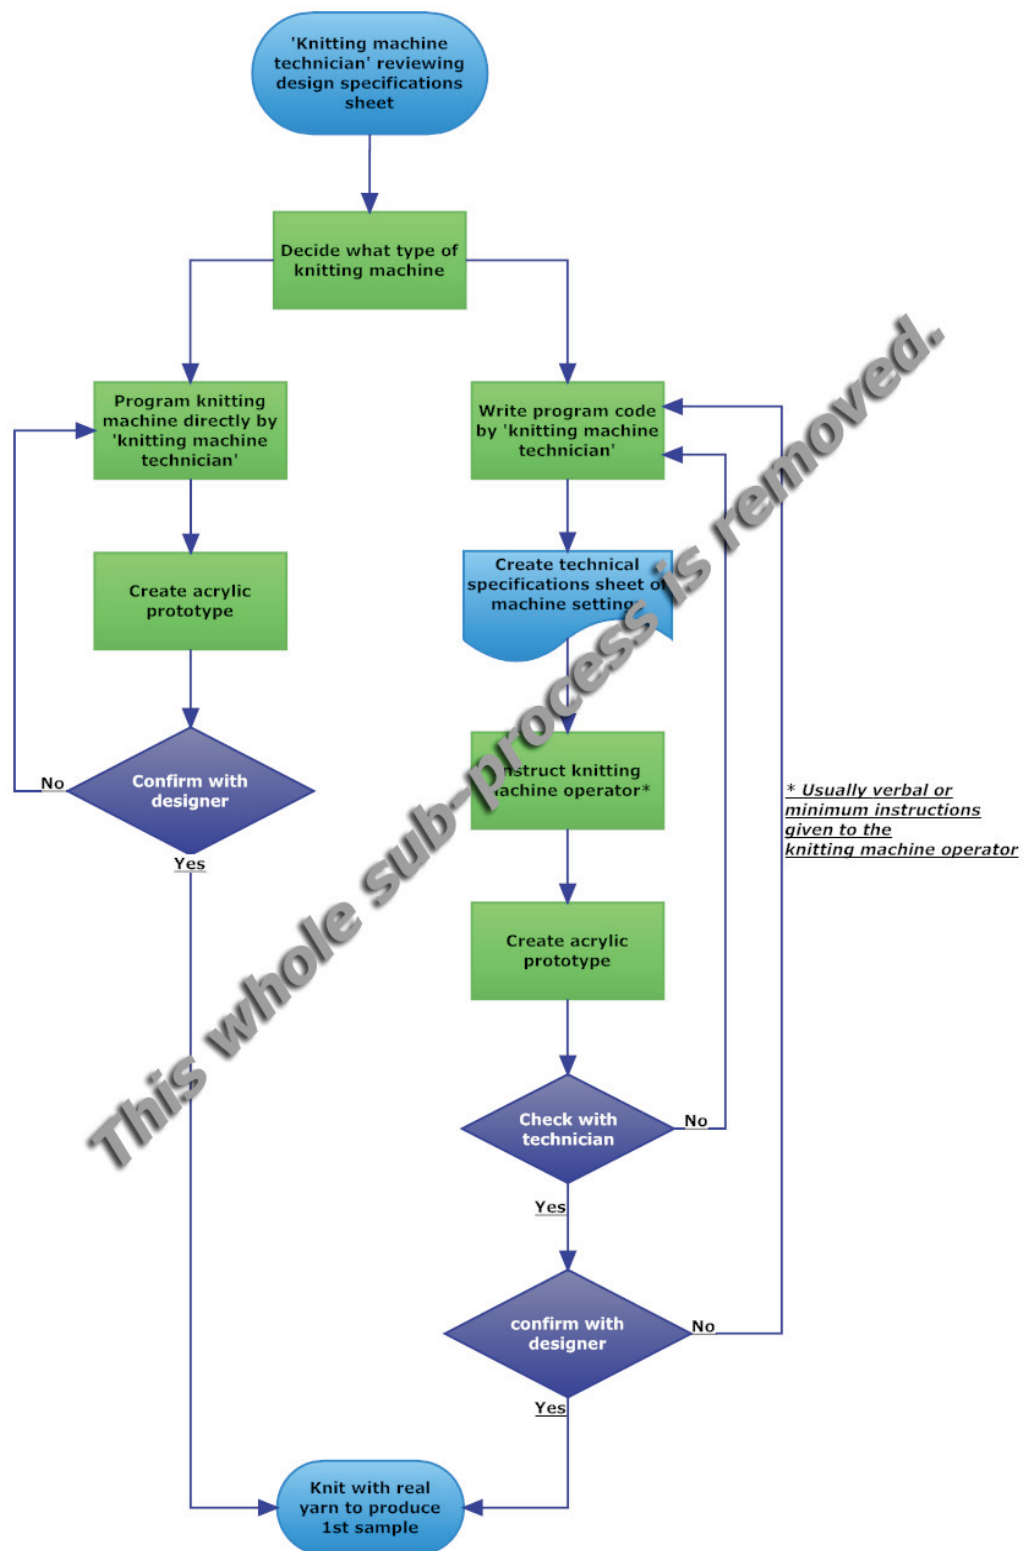 'Knitting machine
technician' reviewing
design specifications
sheet
Decide what type of
knitting machine
Program knitting
machine directly by
'knitting machine
technician'
Write program code
by 'knitting machine
technician'
Create acrylic
prototype
Create technical
specifications sheet of
machine settings
Confirm with
designer
No
Yes
Instruct knitting
machine operator*
* Usually verbal or
minimum instructions
given to the
knitting machine operator
Create acrylic
prototype
Check with
technician
No
Yes
confirm with
designer
No
Yes
Knit with real
yarn to produce
1st sample
This whole sub-process is removed.